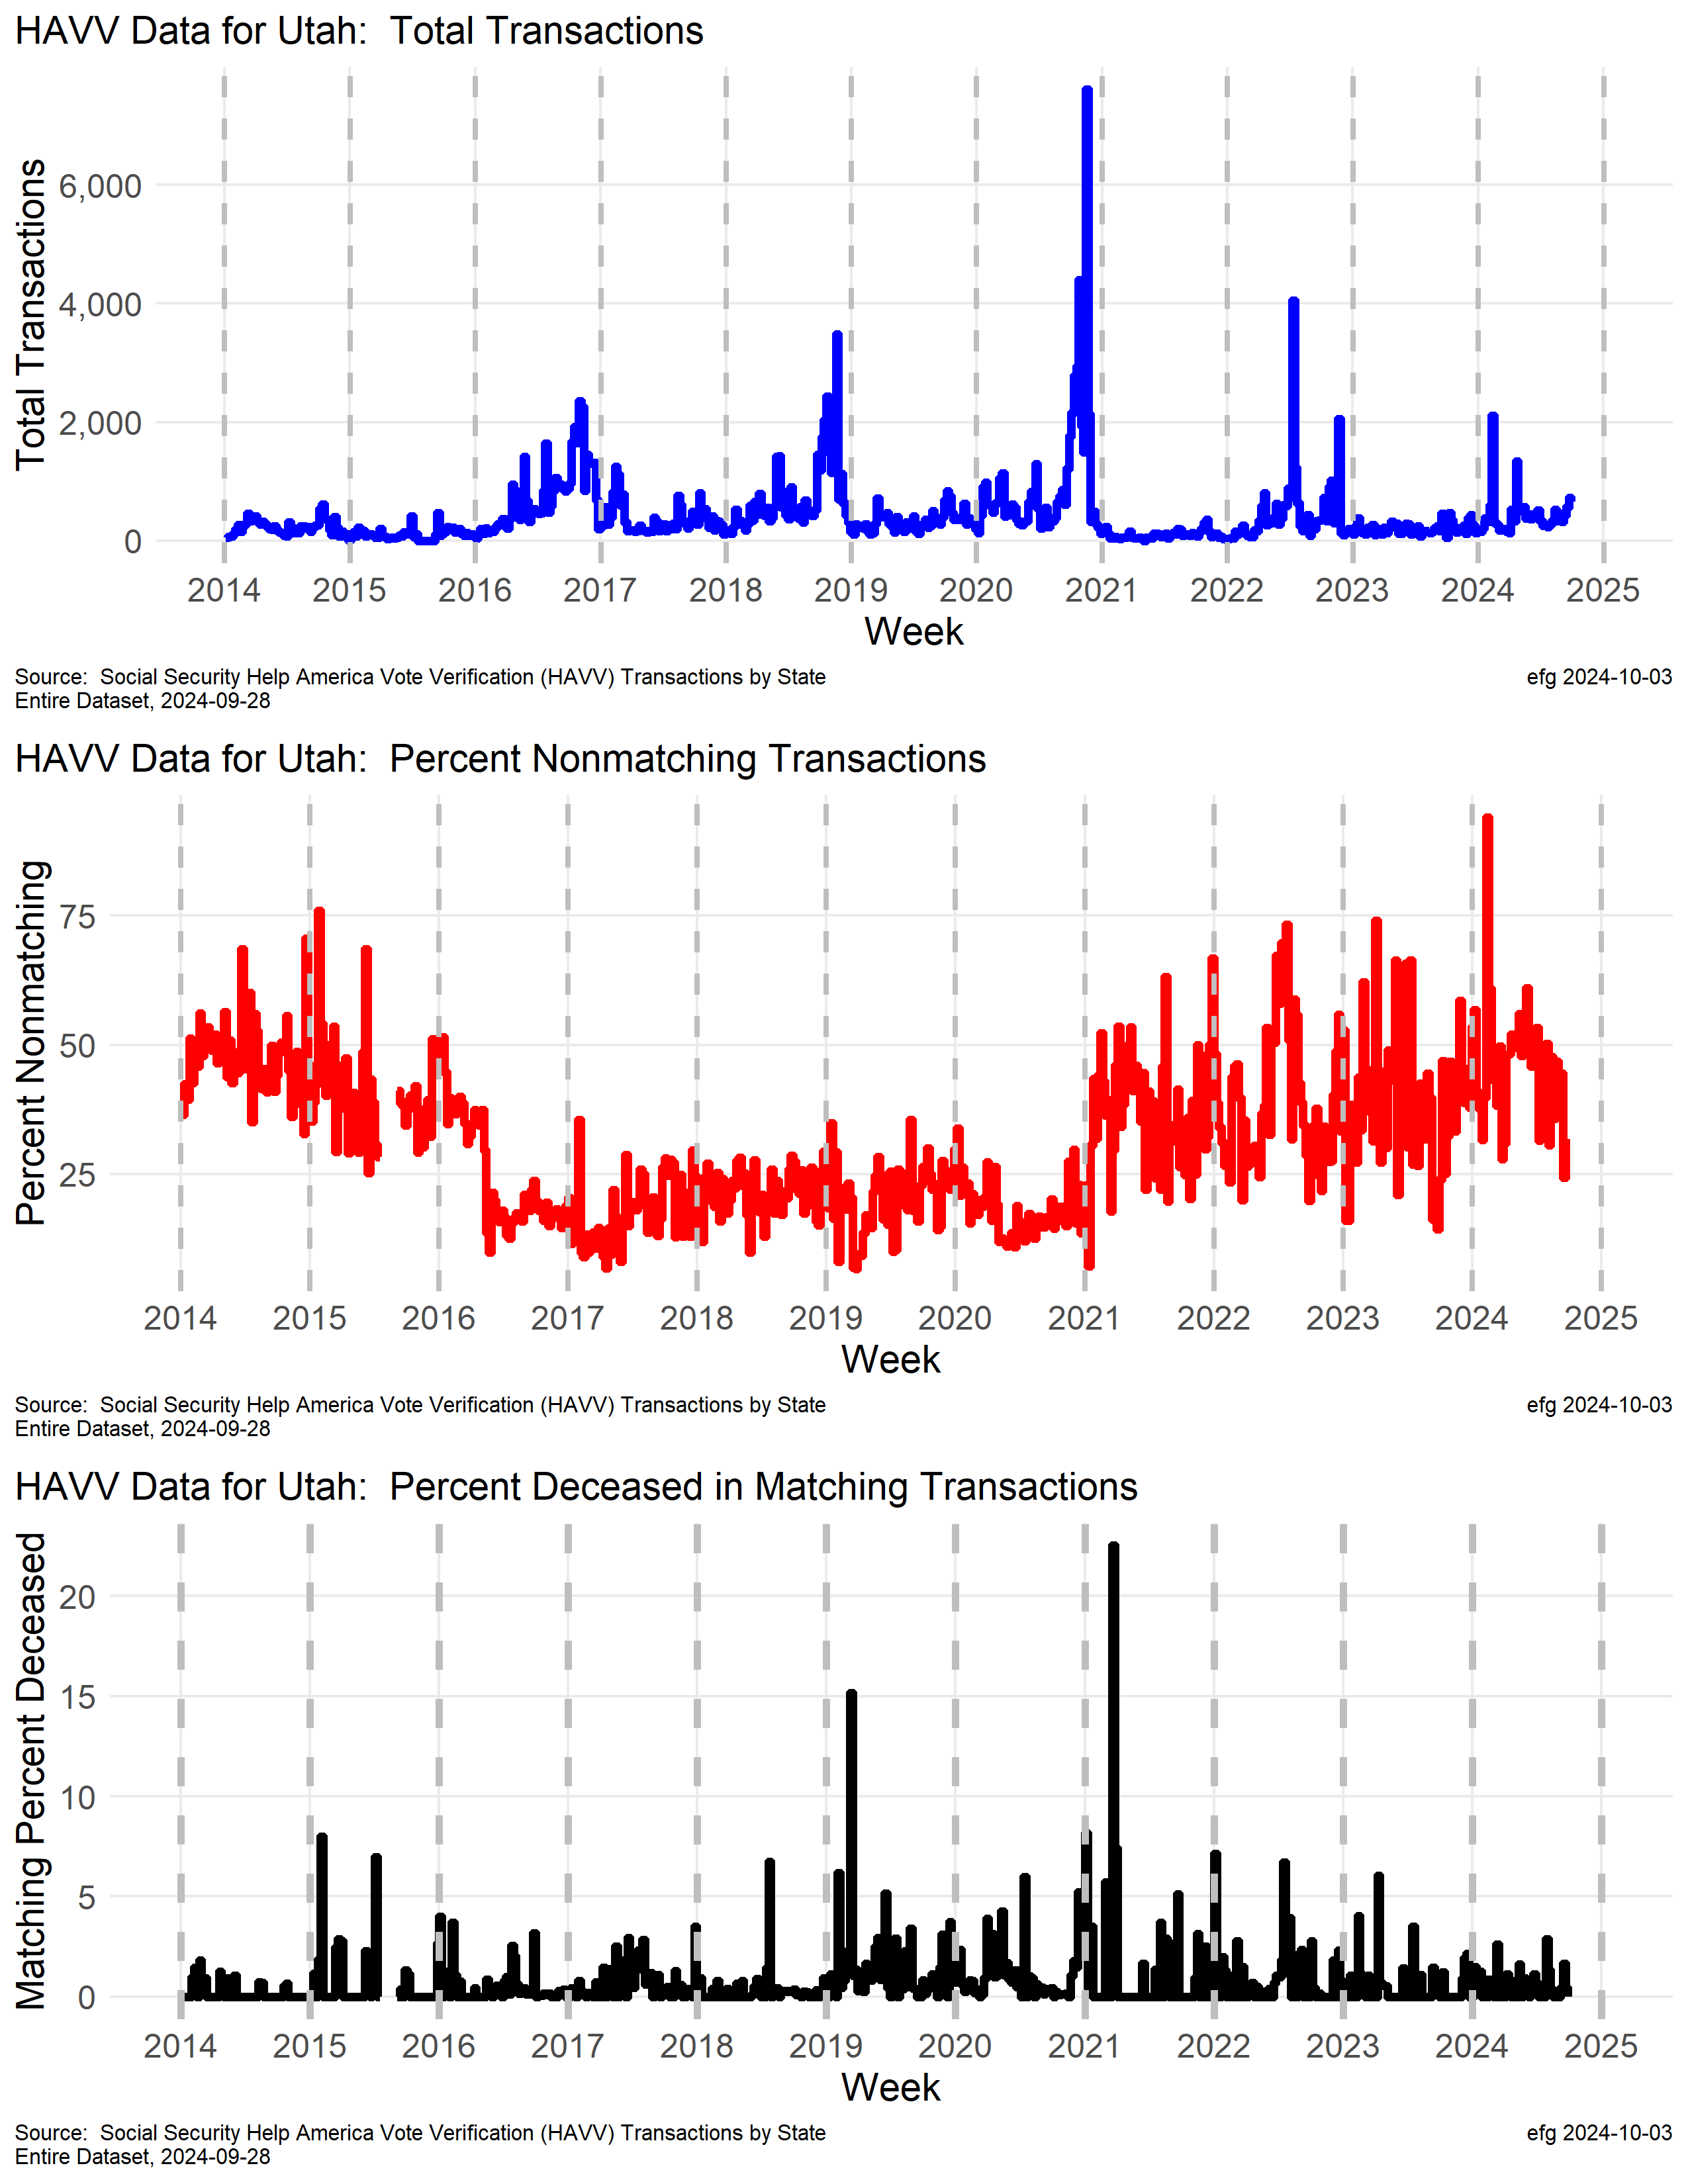 HAVV Data for Utah:  Total Transactions
Total Transactions
6,000
4,000
2,000
0
2014 2015 2016 2017 2018 2019 2020 2021 2022 2023 2024 2025
Week
Source:  Social Security Help America Vote Verification (HAVV) Transactions by State
Entire Dataset, 2024-09-28
efg 2024-10-03
HAVV Data for Utah:  Percent Nonmatching Transactions
Percent Nonmatching
75
50
25
2014 2015 2016 2017 2018 2019 2020 2021 2022 2023 2024 2025
Week
Source:  Social Security Help America Vote Verification (HAVV) Transactions by State
Entire Dataset, 2024-09-28
efg 2024-10-03
HAVV Data for Utah:  Percent Deceased in Matching Transactions
Matching Percent Deceased
20
15
10
5
0
2014 2015 2016 2017 2018 2019 2020 2021 2022 2023 2024 2025
Week
Source:  Social Security Help America Vote Verification (HAVV) Transactions by State
Entire Dataset, 2024-09-28
efg 2024-10-03